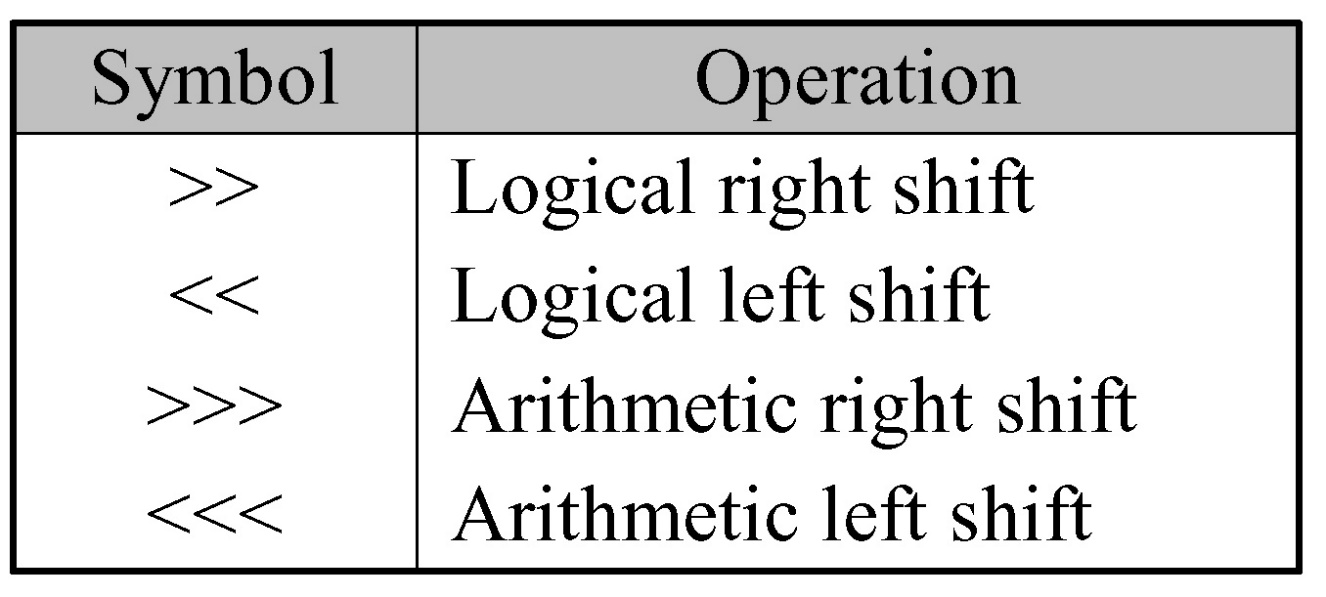 Symbol Operation
>> Logical right shift
<< Logical left shift
>>> Arithmetic right shift
<<< Arithmetic left shift